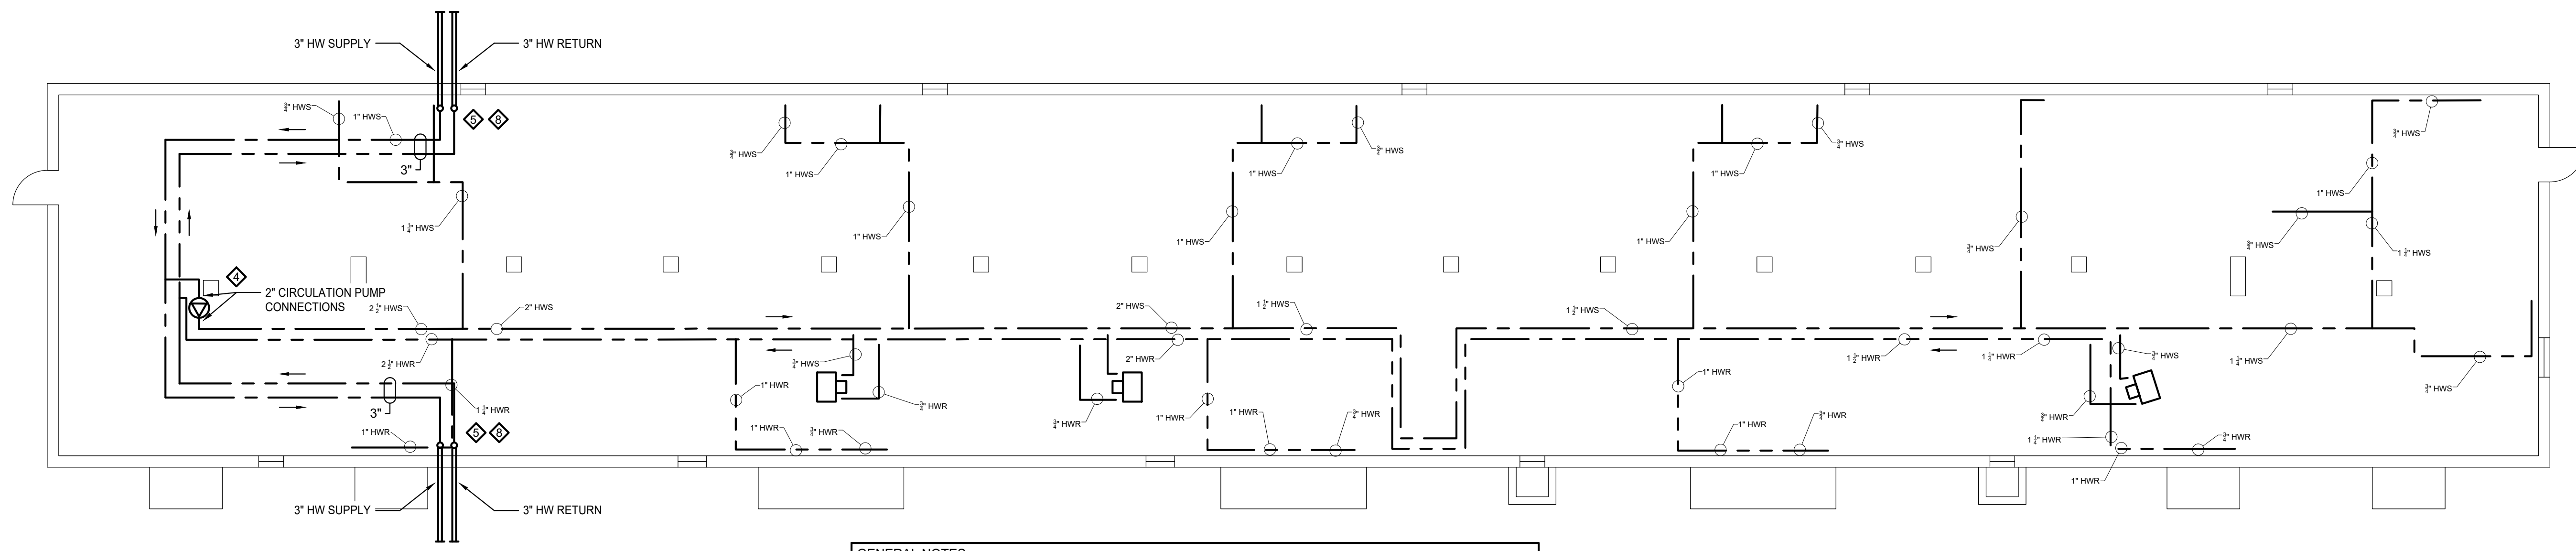 3" HW SUPPLY
3" HW RETURN
3/4" HWS
1" HWS
5
8
3"
1 1/4" HWS
3/4" HWS
1" HWS
1" HWS
3/4" HWS
1" HWS
1" HWS
3/4" HWS
1" HWS
1" HWS
3/4" HWS
3/4" HWS
1" HWS
3/4" HWS
1 1/4" HWS
4
2" CIRCULATION PUMP
CONNECTIONS
2 1/2" HWS
2" HWS
2" HWS
1 1/2" HWS
1 1/2" HWS
2 1/2" HWR
3/4" HWS
2" HWR
1 1/2" HWR
1 1/4" HWR
3/4" HWS
1 1/4" HWS
3/4" HWS
3"
1 1/4" HWR
1" HWR
3/4" HWR
3/4" HWR
1" HWR
1" HWR
3/4" HWR
1" HWR
1" HWR
3/4" HWR
3/4" HWR
1" HWR
5
8
1" HWR
3/4" HWR
1 1/4" HWR
3/4" HWR
1" HWR
3" HW SUPPLY
3" HW RETURN
GENERAL NOTES